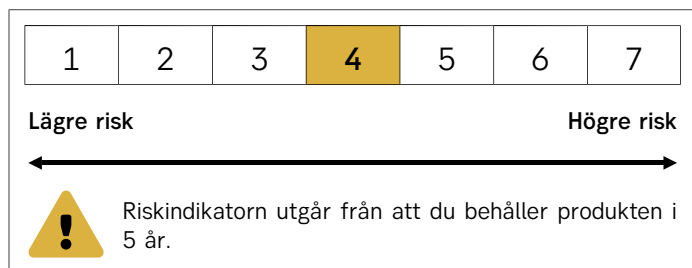 1 2 3 4 5 6 7
Lägre risk Högre risk
Riskindikatorn utgår från att du behåller produkten i
5 år.